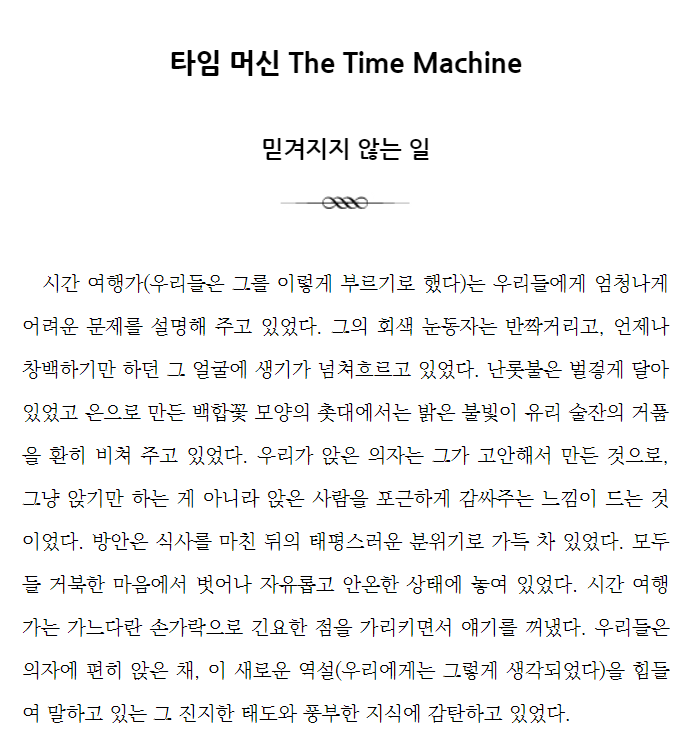 타임 머신 The Time Machine
믿겨지지 않는 일
시간 여행가(우리들은 그를 이렇게 부르기로 했다)는 우리들에게 엄청나게
어려운 문제를 설명해 주고 있었다. 그의 회색 눈동자는 반짝거리고, 언제나
창백하기만 하던 그 얼굴에 생기가 넘쳐흐르고 있었다. 난롯불은 벌겋게 달아
있었고 은으로 만든 백합꽃 모양의 촛대에서는 밝은 불빛이 유리 술잔의 거품
을 환히 비쳐 주고 있었다. 우리가 앉은 의자는 그가 고안해서 만든 것으로,
그냥 앉기만 하는 게 아니라 앉은 사람을 포근하게 감싸주는 느낌이 드는 것
이었다. 방안은 식사를 마친 뒤의 태평스러운 분위기로 가득 차 있었다. 모두
들 거북한 마음에서 벗어나 자유롭고 안온한 상태에 놓여 있었다. 시간 여행
가는 가느다란 손가락으로 긴요한 점을 가리키면서 얘기를 꺼냈다. 우리들은
의자에 편히 앉은 채, 이 새로운 역설(우리에게는 그렇게 생각되었다)을 힘들
여 말하고 있는 그 진지한 태도와 풍부한 지식에 감탄하고 있었다.